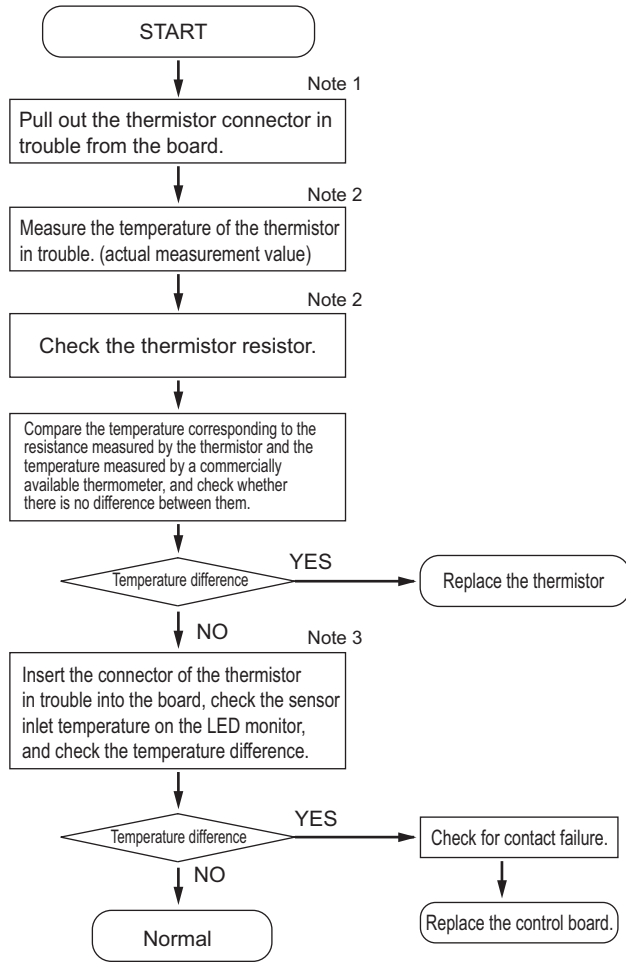 START
Note 1
Pull out the thermistor connector in
trouble from the board.
Note 2
Measure the temperature of the thermistor
in trouble. (actual measurement value)
Note 2
Check the thermistor resistor.
Compare the temperature corresponding to the
resistance measured by the thermistor and the
temperature measured by a commercially
available thermometer, and check whether
there is no difference between them.
Temperature difference
YES
Replace the thermistor
NO
Note 3
Insert the connector of the thermistor
in trouble into the board, check the sensor
inlet temperature on the LED monitor,
and check the temperature difference.
Temperature difference
YES
Check for contact failure.
NO
Replace the control board.
Normal